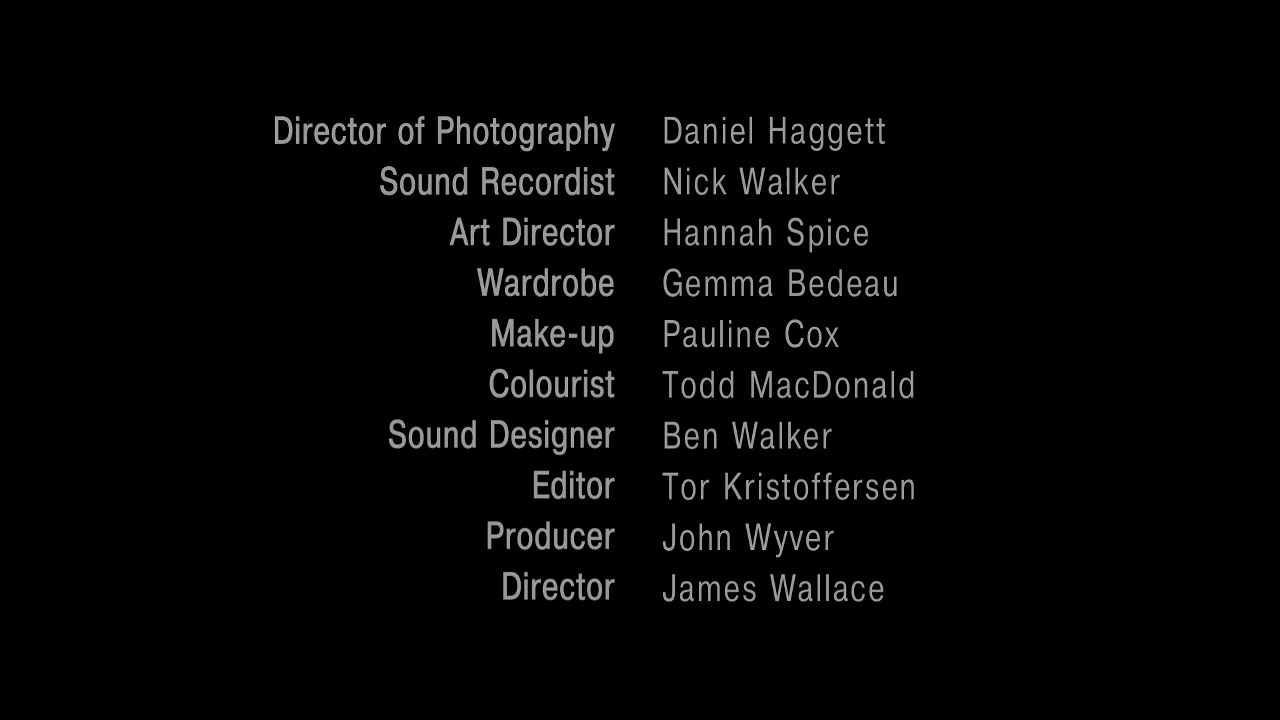 Director of Photography Daniel Haggett
Sound Recordist Nick Walker
Art Director Hannah Spice
Wardrobe Gemma Bedeau
Make-up Pauline Cox
Colourist Todd MacDonald
Sound Designer Ben Walker
Editor Tor Kristoffersen
Producer John Wyver
Director James Wallace